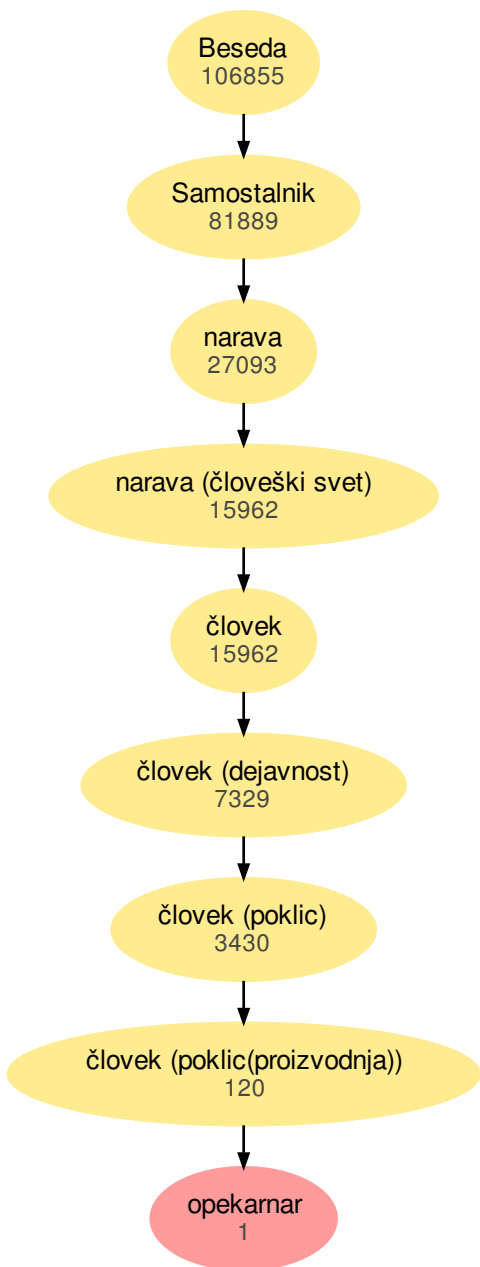 Beseda
106855
Samostalnik
81889
narava
27093
narava (človeški svet)
15962
človek
15962
človek (dejavnost)
7329
človek (poklic)
3430
človek (poklic(proizvodnja))
120
opekarnar
1